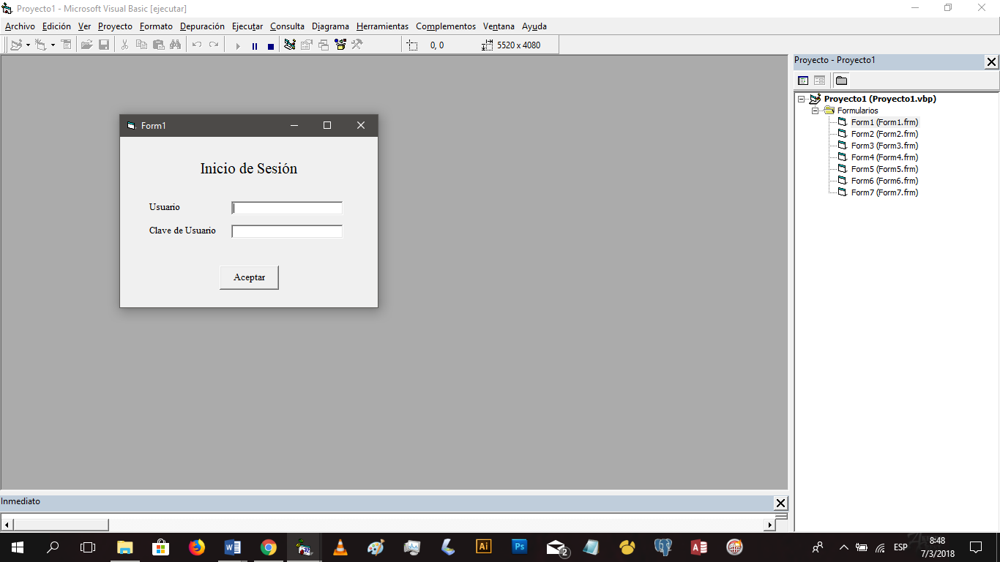 Proyecto1 - Microsoft Visual Basic [ejecutar]
Archivo Edición Ver Proyecto Formato Depuración Ejecutar Consulta Diagrama Herramientas Complementos Ventana Ayuda
0, 0 5520 x 4080
Form1
Inicio de Sesión
Usuario
Clave de Usuario
Aceptar
Proyecto - Proyecto1
Proyecto1 (Proyecto1.vbp)
Formularios
Form1 (Form1.frm)
Form2 (Form2.frm)
Form3 (Form3.frm)
Form4 (Form4.frm)
Form5 (Form5.frm)
Form6 (Form6.frm)
Form7 (Form7.frm)
Inmediato
W Ai Ps 2 A ESP 8:48
7/3/2018